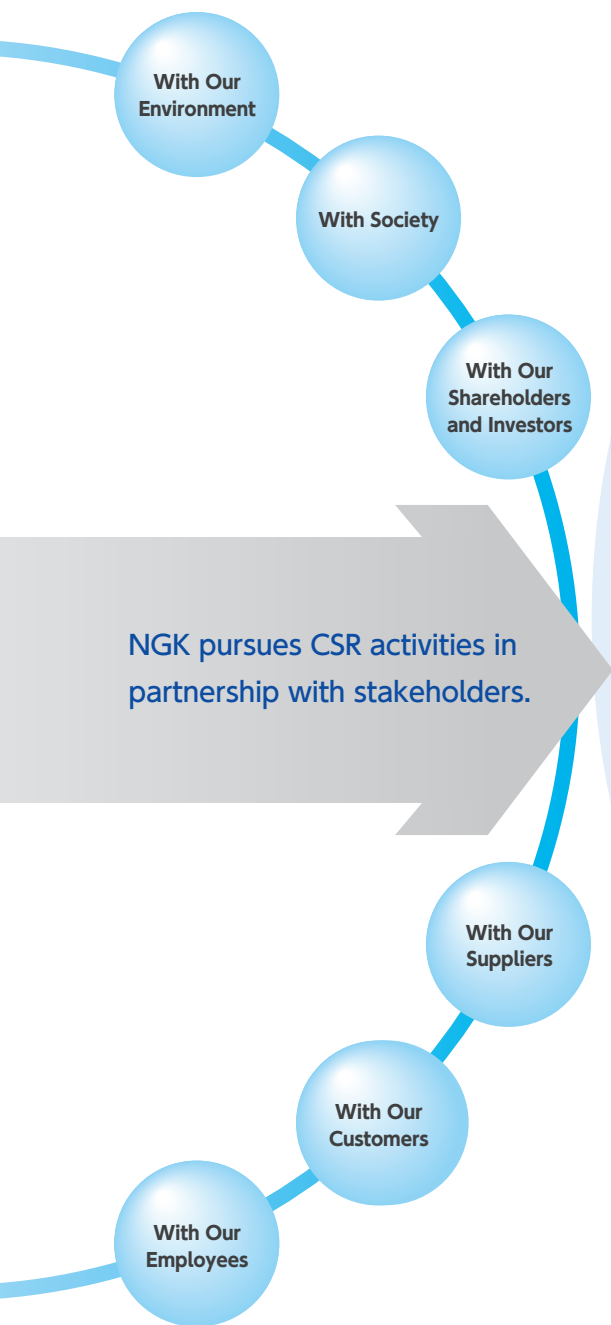 With Our
Environment
With Society
With Our
Shareholders
and Investors
NGK pursues CSR activities in
partnership with stakeholders.
With Our
Suppliers
With Our
Customers
With Our
Employees